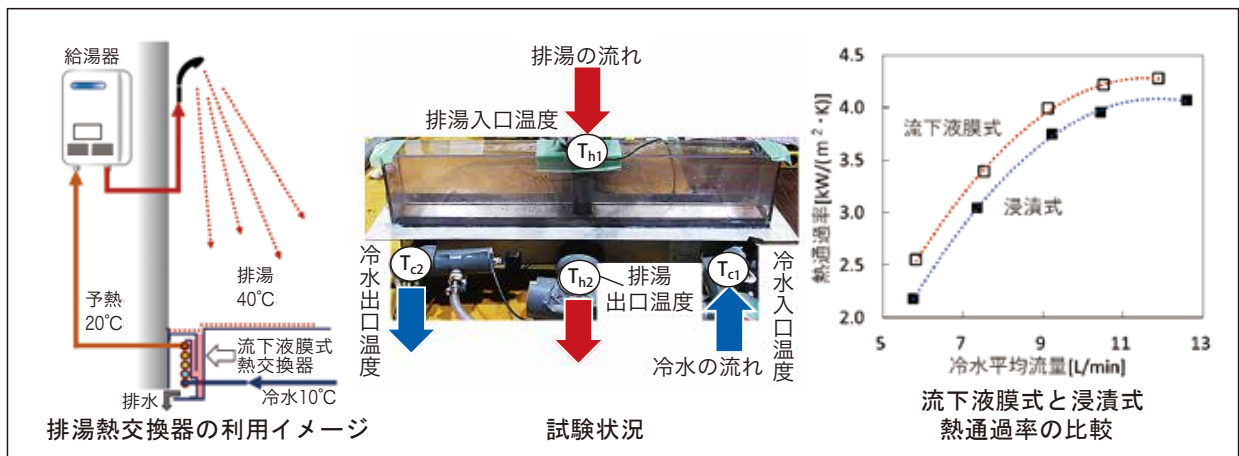 給湯器
排湯
40℃
予熱
20℃
流下液膜式
熱交換器
冷水10℃
排水
排湯熱交換器の利用イメージ
排湯の流れ
排湯入口温度
Th1
Tc2
Th2
Tc1
排湯
出口温度
冷水出口温度
冷水入口温度
冷水の流れ
試験状況
熱通過率[kW/(m²・K)]
4.5
4.0
3.5
3.0
2.5
2.0
流下液膜式
浸漬式
5 7 9 11 13
冷水平均流量[L/min]
流下液膜式と浸漬式
熱通過率の比較